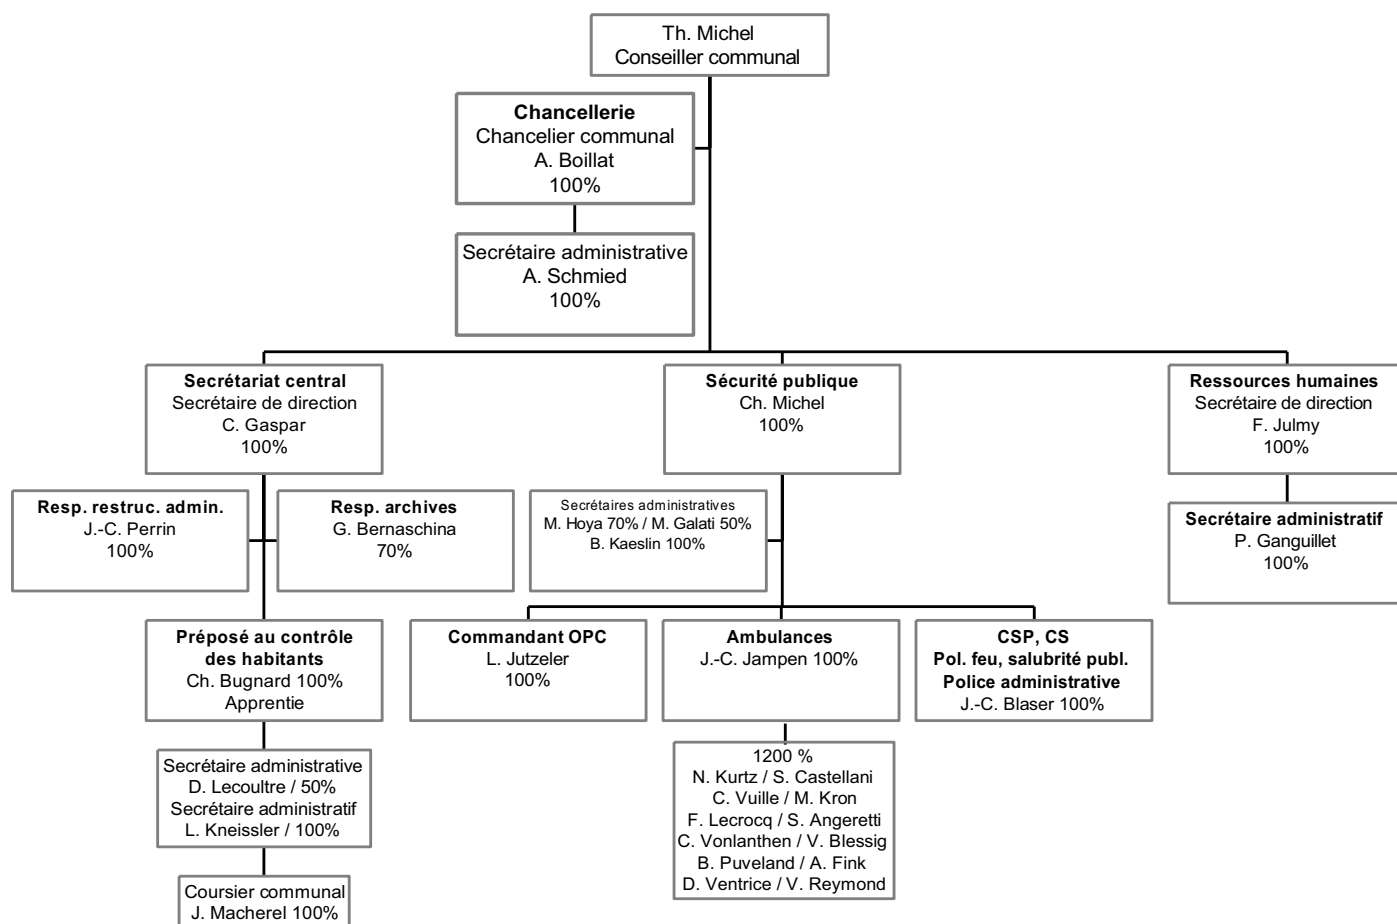 Th. Michel
Conseiller communal
Chancellerie
Chancelier communal
A. Boillat
100%
Secrétaire administrative
A. Schmied
100%
Secrétariat central
Secrétaire de direction
C. Gaspar
100%
Sécurité publique
Ch. Michel
100%
Ressources humaines
Secrétaire de direction
F. Julmy
100%
Resp. restruc. admin.
J.-C. Perrin
100%
Resp. archives
G. Bernaschina
70%
Secrétaires administratives
M. Hoya 70% / M. Galati 50%
B. Kaeslin 100%
Secrétaire administratif
P. Ganguillet
100%
Préposé au contrôle
des habitants
Ch. Bugnard 100%
Apprentie
Commandant OPC
L. Jutzeler
100%
Ambulances
J.-C. Jampen 100%
CSP, CS
Pol. feu, salubrité publ.
Police administrative
J.-C. Blaser 100%
Secrétaire administrative
D. Lecoultre / 50%
Secrétaire administratif
L. Kneissler / 100%
1200 %
N. Kurtz / S. Castellani
C. Vuille / M. Kron
F. Lecrocq / S. Angeretti
C. Vonlanthen / V. Blessig
B. Puveland / A. Fink
D. Ventrice / V. Reymond
Coursier communal
J. Macherel 100%